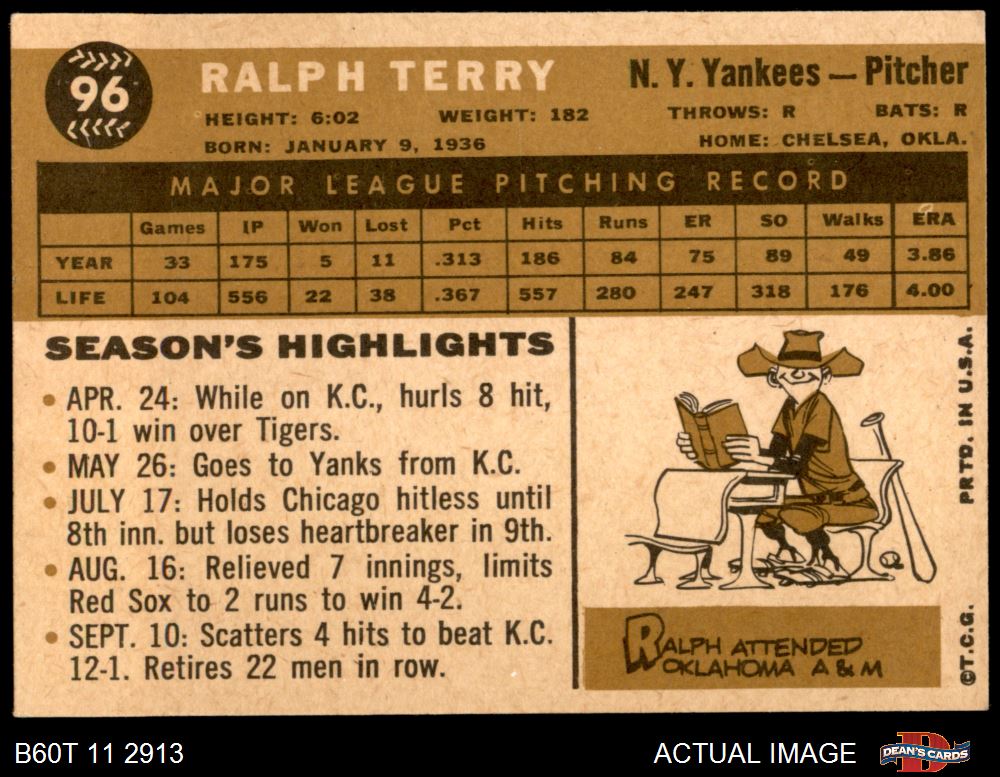 96
RALPH TERRY
N. Y. Yankees — Pitcher
HEIGHT: 6:02 WEIGHT: 182 THROWS: R BATS: R
BORN: JANUARY 9, 1936 HOME: CHELSEA, OKLA.
MAJOR LEAGUE PITCHING RECORD
Games IP Won Lost Pct Hits Runs ER SO Walks ERA
YEAR 33 175 5 11 .313 186 84 75 89 49 3.86
LIFE 104 556 22 38 .367 557 280 247 318 176 4.00
SEASON'S HIGHLIGHTS
• APR. 24: While on K.C., hurls 8 hit,
10-1 win over Tigers.
• MAY 26: Goes to Yanks from K.C.
• JULY 17: Holds Chicago hitless until
8th inn. but loses heartbreaker in 9th.
• AUG. 16: Relieved 7 innings, limits
Red Sox to 2 runs to win 4-2.
• SEPT. 10: Scatters 4 hits to beat K.C.
12-1. Retires 22 men in row.
RALPH ATTENDED
OKLAHOMA A & M
PRTD. IN U.S.A.
©T.C.G.
B60T 11 2913
ACTUAL IMAGE
D
DEAN'S CARDS